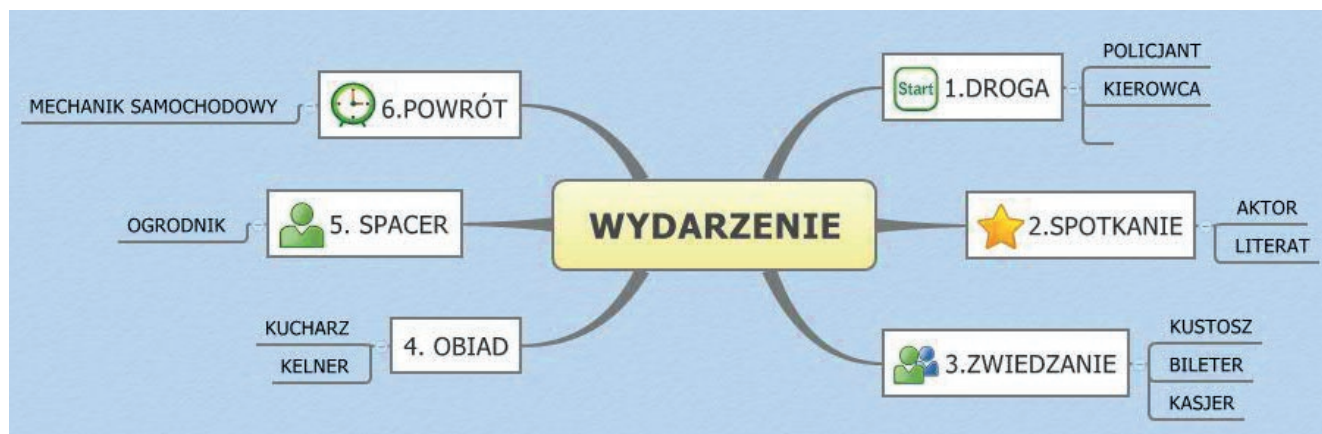 WYDARZENIE
Start 1.DROGA
POLICJANT
KIEROWCA
2.SPOTKANIE
AKTOR
LITERAT
3.ZWIEDZANIE
KUSTOSZ
BILETER
KASJER
4. OBIAD
KUCHARZ
KELNER
5. SPACER
OGRODNIK
6.POWRÓT
MECHANIK SAMOCHODOWY